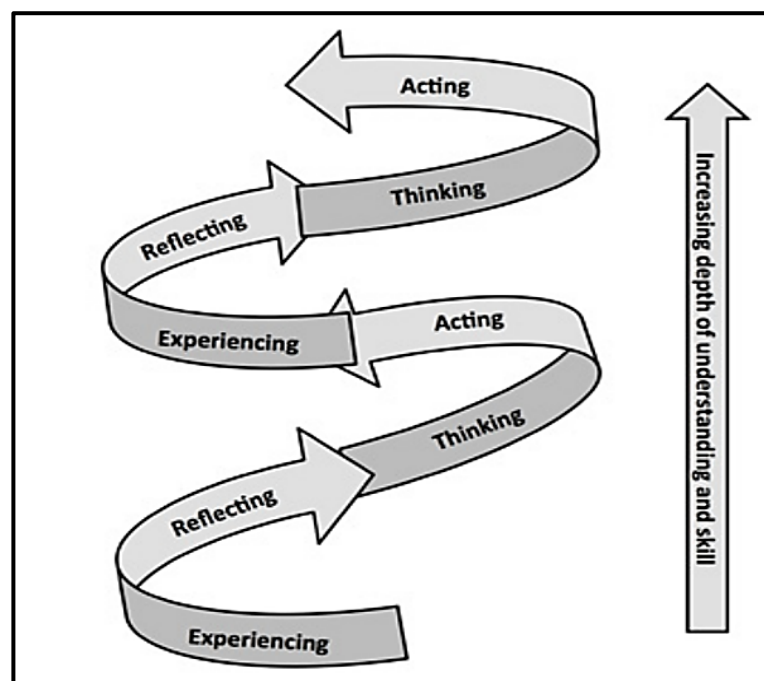 Acting
Thinking
Reflecting
Experiencing
Acting
Thinking
Reflecting
Experiencing
Increasing depth of understanding and skill